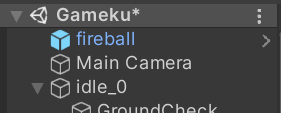 Gameku*
fireball
Main Camera
idle_0
GroundCheck